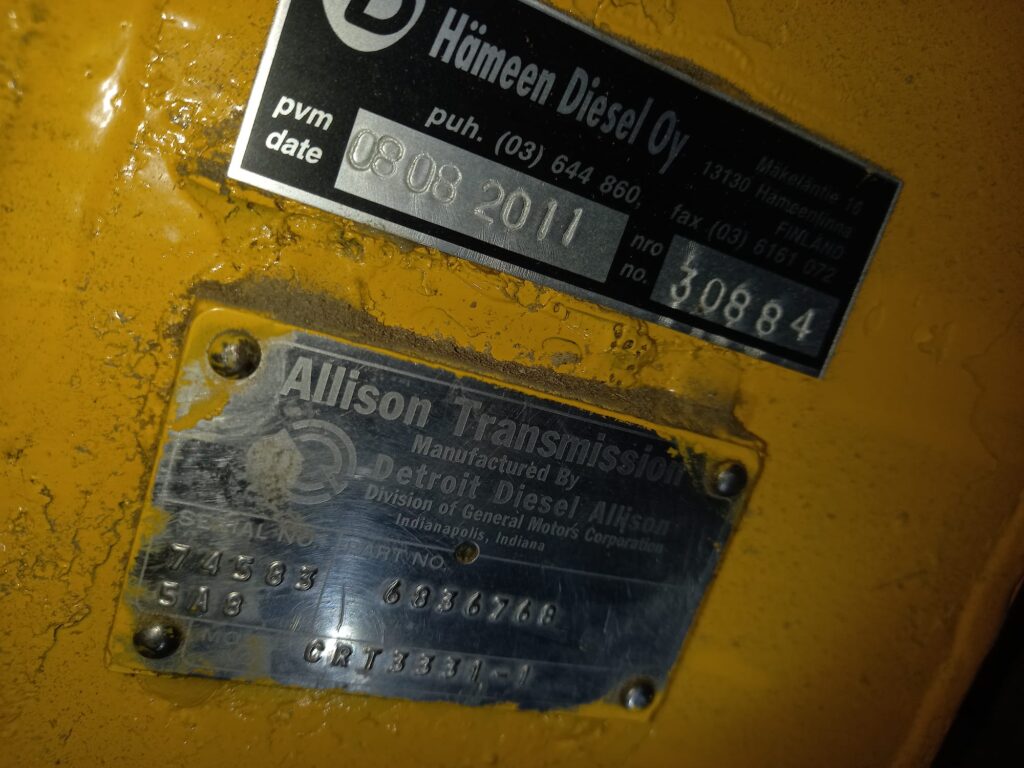 Hämeen Diesel Oy
puh. (03) 644 860, fax (03) 6161 072
Mäkeläntie 16
13130 Hämeenlinna
FINLAND
pvm
date
08 08 2011
nro
no.
30884
Allison Transmission
Manufactured By
Detroit Diesel Allison
Division of General Motors Corporation
Indianapolis, Indiana
SERIAL NO. PART NO.
74583 6836768
5A8
CRT3331-1